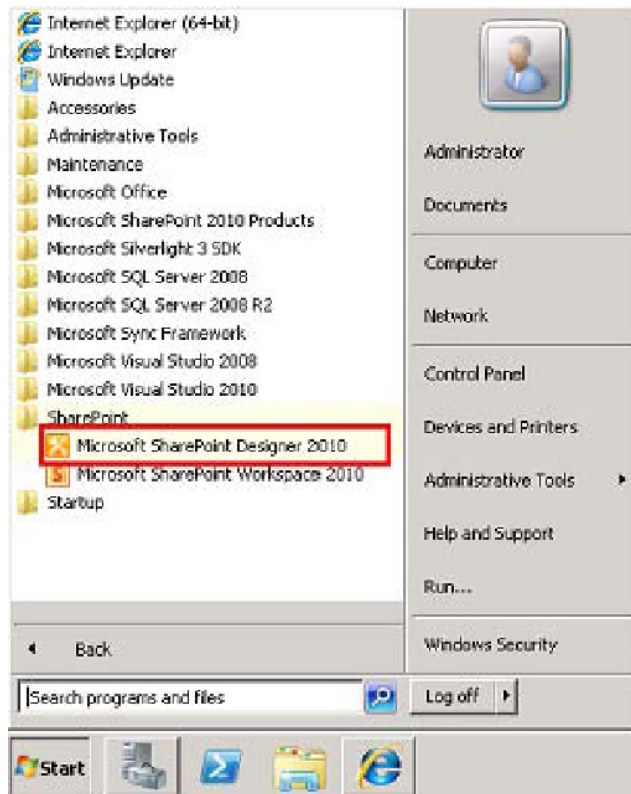 Internet Explorer (64-bit)
Internet Explorer
Windows Update
Accessories
Administrative Tools
Maintenance
Microsoft Office
Microsoft SharePoint 2010 Products
Microsoft Silverlight 3 SDK
Microsoft SQL Server 2008
Microsoft SQL Server 2008 R2
Microsoft Sync Framework
Microsoft Visual Studio 2008
Microsoft Visual Studio 2010
SharePoint
Microsoft SharePoint Designer 2010
Microsoft SharePoint Workspace 2010
Startup
Back
Search programs and files
Administrator
Documents
Computer
Network
Control Panel
Devices and Printers
Administrative Tools
Help and Support
Run...
Windows Security
Log off
Start